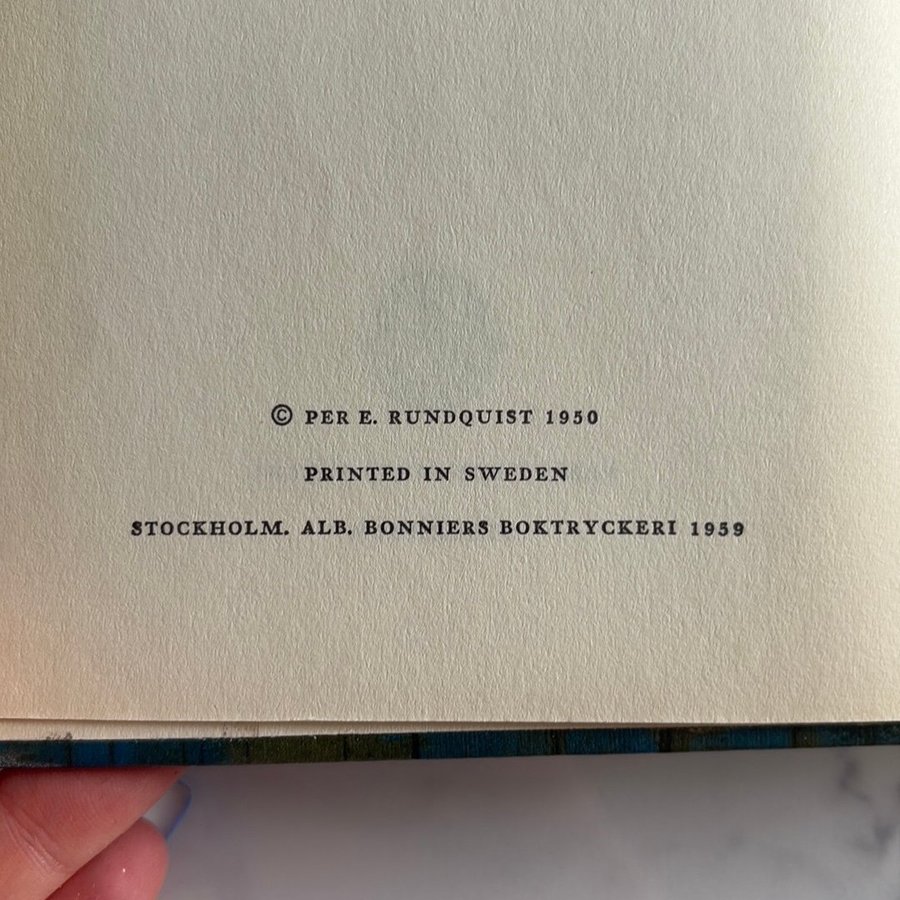 © PER E. RUNDQUIST 1950
PRINTED IN SWEDEN
STOCKHOLM. ALB. BONNIERS BOKTRYCKERI 1959